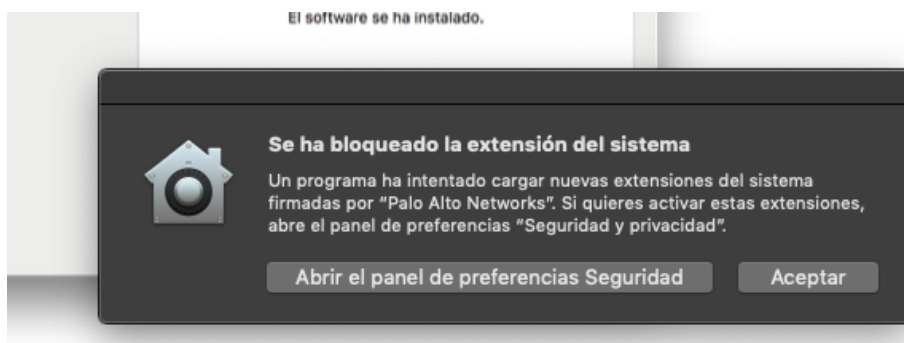 El software se ha instalado.
Se ha bloqueado la extensión del sistema
Un programa ha intentado cargar nuevas extensiones del sistema
firmadas por “Palo Alto Networks”. Si quieres activar estas extensiones,
abre el panel de preferencias “Seguridad y privacidad”.
Abrir el panel de preferencias Seguridad
Aceptar